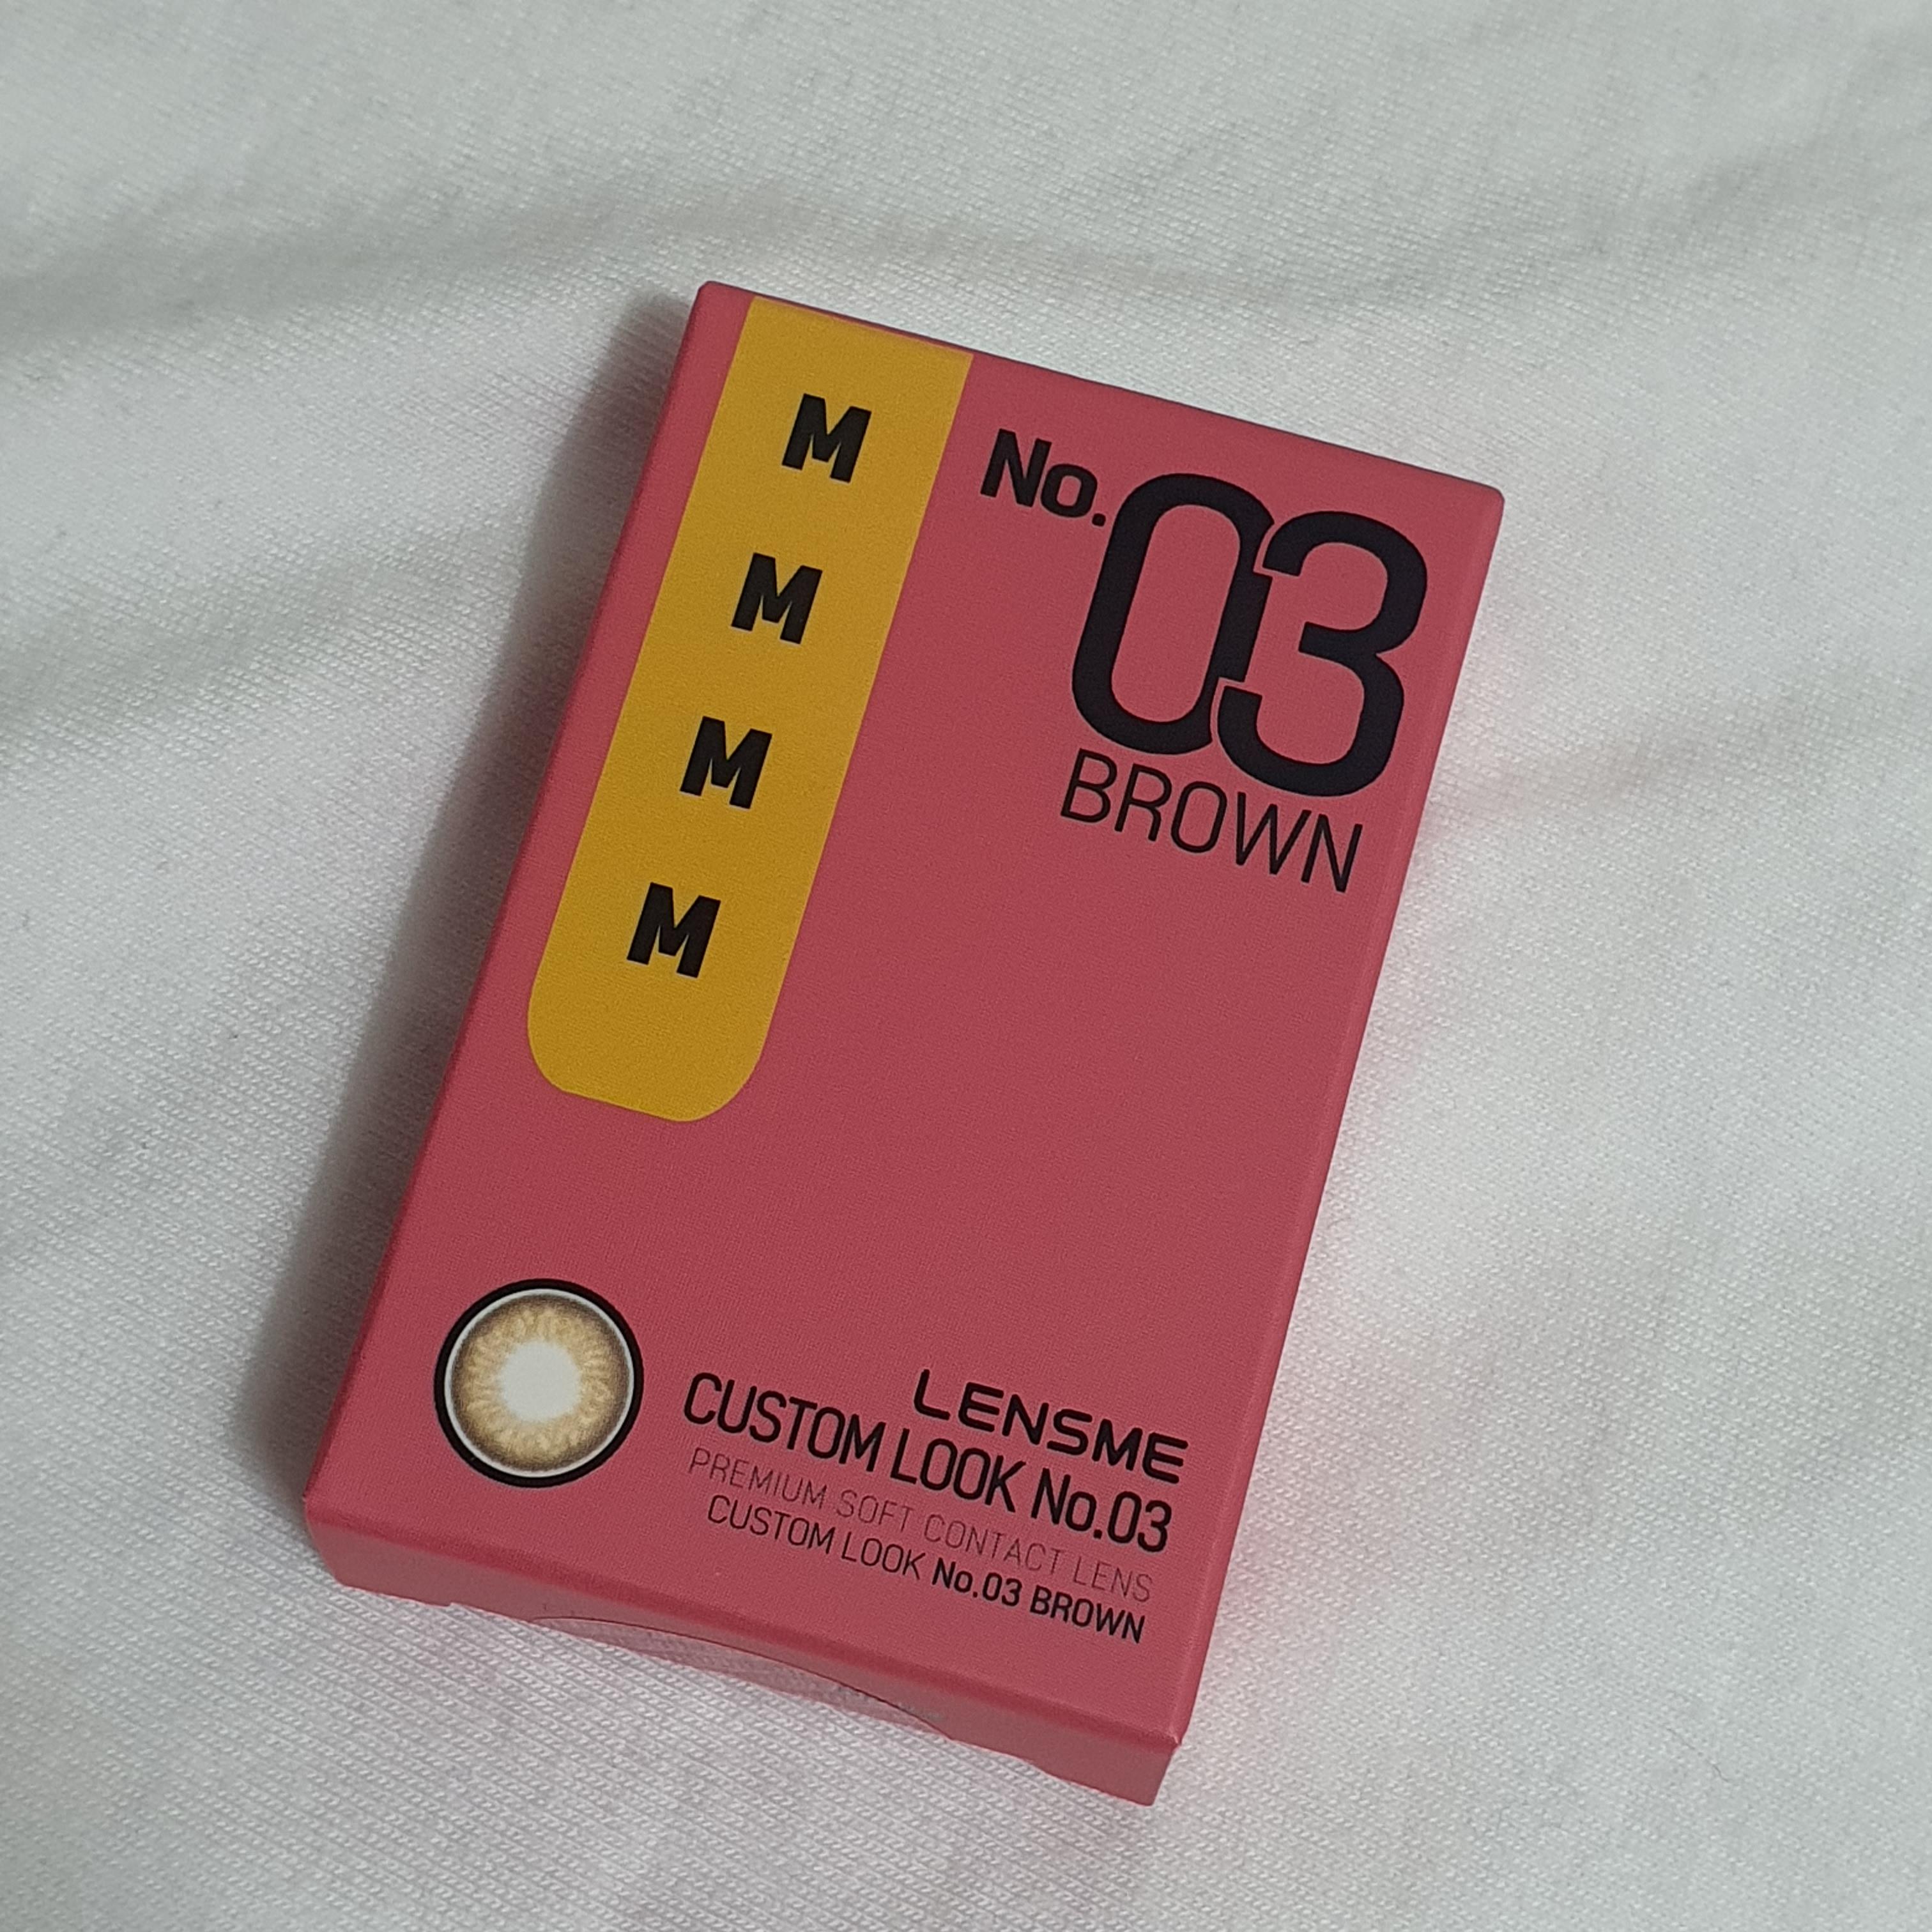 M
M
M
M
No.03
BROWN
LENSME
CUSTOM LOOK No.03
PREMIUM SOFT CONTACT LENS
CUSTOM LOOK No.03 BROWN